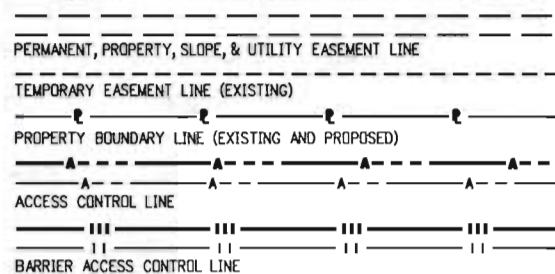 PERMANENT, PROPERTY, SLOPE, & UTILITY EASEMENT LINE
TEMPORARY EASEMENT LINE (EXISTING)
⅊ ⅊ ⅊ ⅊
PROPERTY BOUNDARY LINE (EXISTING AND PROPOSED)
A A A A
A A A A
ACCESS CONTROL LINE
BARRIER ACCESS CONTROL LINE